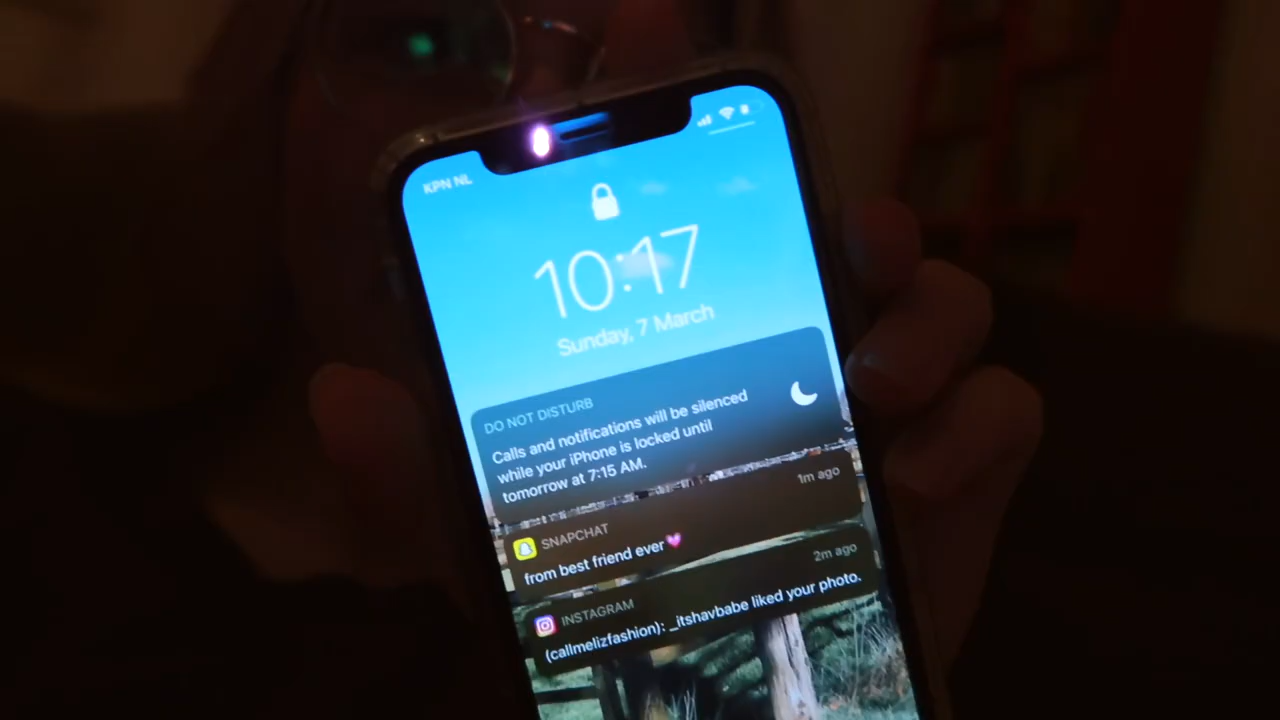 KPN NL
10:17
Sunday, 7 March
DO NOT DISTURB
Calls and notifications will be silenced
while your iPhone is locked until
tomorrow at 7:15 AM.
SNAPCHAT 1m ago
from best friend ever💗
INSTAGRAM 2m ago
(callmelizfashion): _itshavbabe liked your photo.